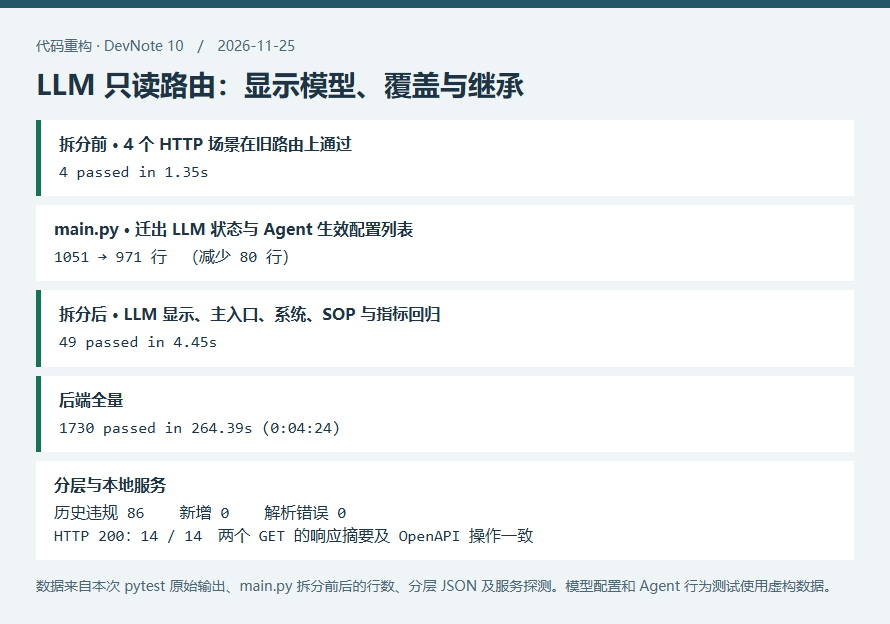 代码重构 · DevNote 10 / 2026-11-25
LLM 只读路由：显示模型、覆盖与继承
拆分前 • 4 个 HTTP 场景在旧路由上通过
4 passed in 1.35s
main.py • 迁出 LLM 状态与 Agent 生效配置列表
1051 → 971 行 （减少 80 行）
拆分后 • LLM 显示、主入口、系统、SOP 与指标回归
49 passed in 4.45s
后端全量
1730 passed in 264.39s (0:04:24)
分层与本地服务
历史违规 86 新增 0 解析错误 0
HTTP 200：14 / 14 两个 GET 的响应摘要及 OpenAPI 操作一致
数据来自本次 pytest 原始输出、main.py 拆分前后的行数、分层 JSON 及服务探测。模型配置和 Agent 行为测试使用虚构数据。